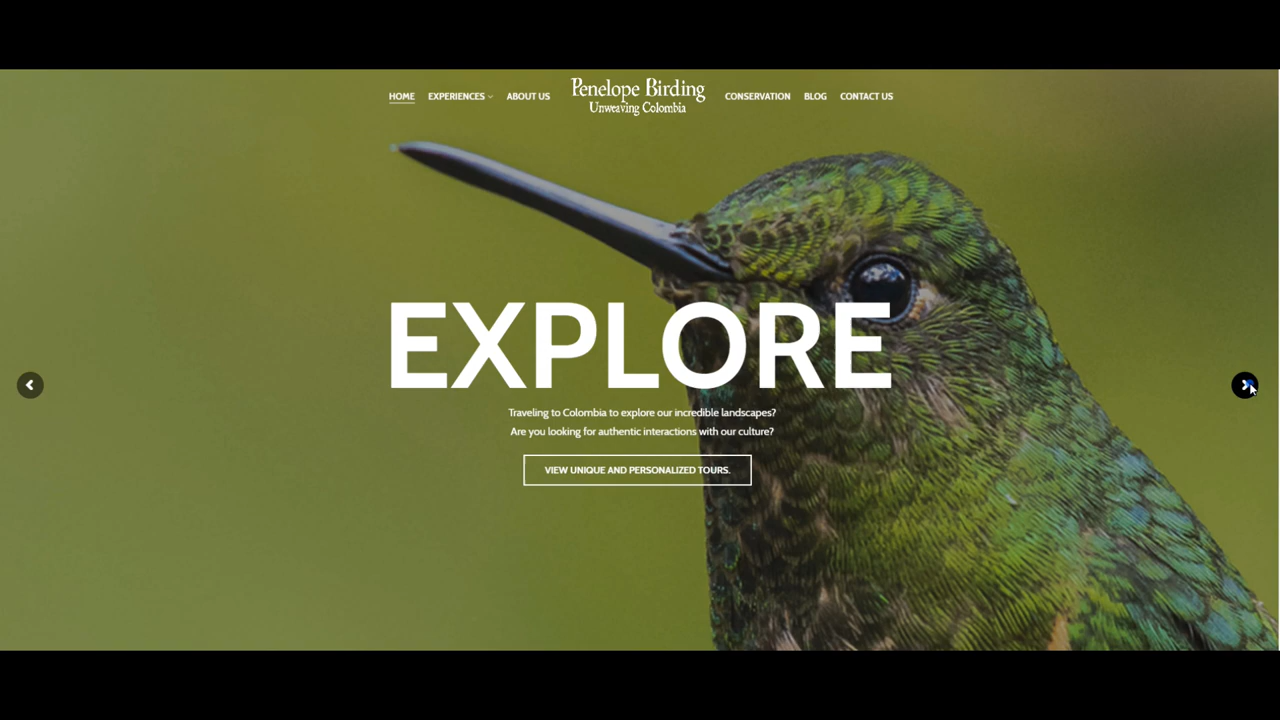 HOME
EXPERIENCES
ABOUT US
Penelope Birding
Unweaving Colombia
CONSERVATION
BLOG
CONTACT US
EXPLORE
Traveling to Colombia to explore our incredible landscapes?
Are you looking for authentic interactions with our culture?
VIEW UNIQUE AND PERSONALIZED TOURS.